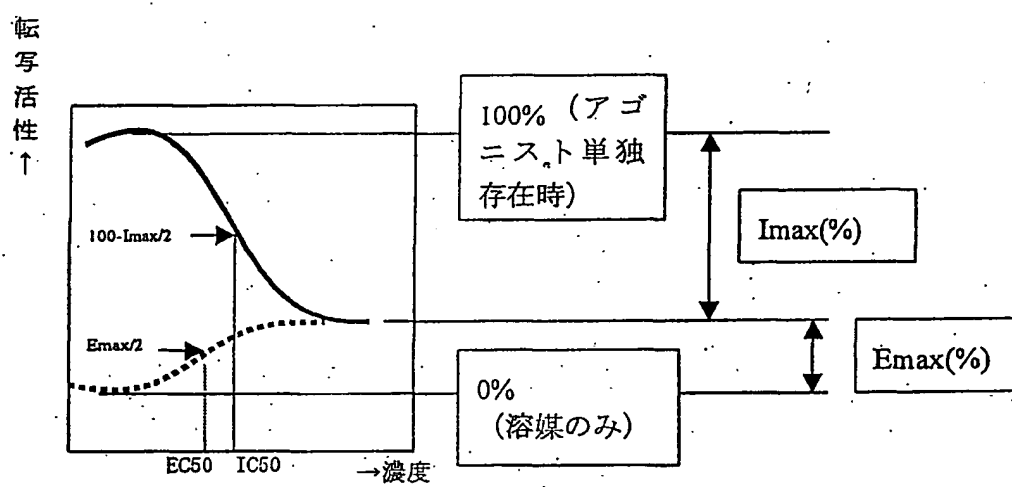 転写活性→
100% (アゴ
ニスト単独
存在時)
100-Imax/2
Imax(%)
Emax/2
Emax(%)
0%
(溶媒のみ)
EC50 IC50
→濃度